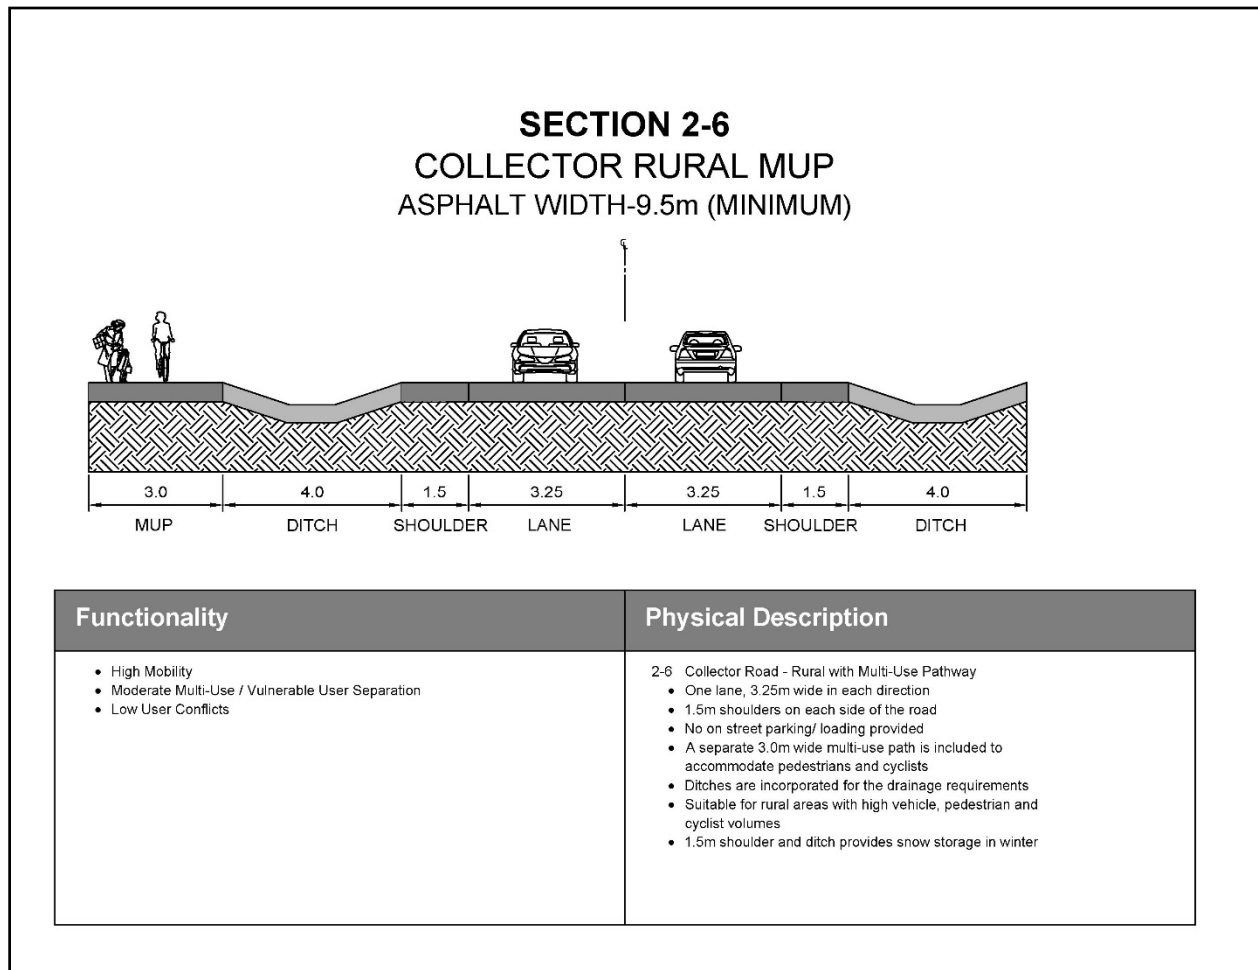 SECTION 2-6
COLLECTOR RURAL MUP
ASPHALT WIDTH-9.5m (MINIMUM)
℄
3.0 4.0 1.5 3.25 3.25 1.5 4.0
MUP DITCH SHOULDER LANE LANE SHOULDER DITCH
Functionality
• High Mobility
• Moderate Multi-Use / Vulnerable User Separation
• Low User Conflicts
Physical Description
2-6 Collector Road - Rural with Multi-Use Pathway
• One lane, 3.25m wide in each direction
• 1.5m shoulders on each side of the road
• No on street parking/ loading provided
• A separate 3.0m wide multi-use path is included to
accommodate pedestrians and cyclists
• Ditches are incorporated for the drainage requirements
• Suitable for rural areas with high vehicle, pedestrian and
cyclist volumes
• 1.5m shoulder and ditch provides snow storage in winter